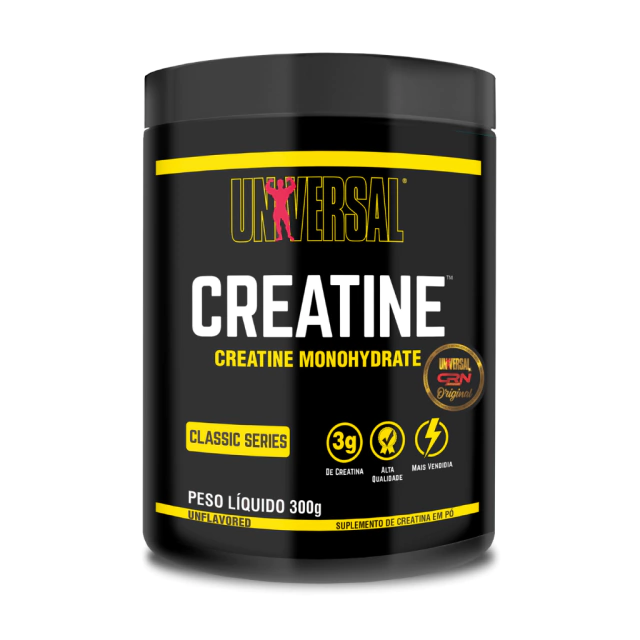 UNIVERSAL®
CREATINE™
CREATINE MONOHYDRATE
UNIVERSAL
CRN
Original
CLASSIC SERIES
3g
DE CREATINA
ALTA
QUALIDADE
MAIS VENDIDIA
PESO LÍQUIDO 300g
UNFLAVORED
SUPLEMENTO DE CREATINA EM PÓ